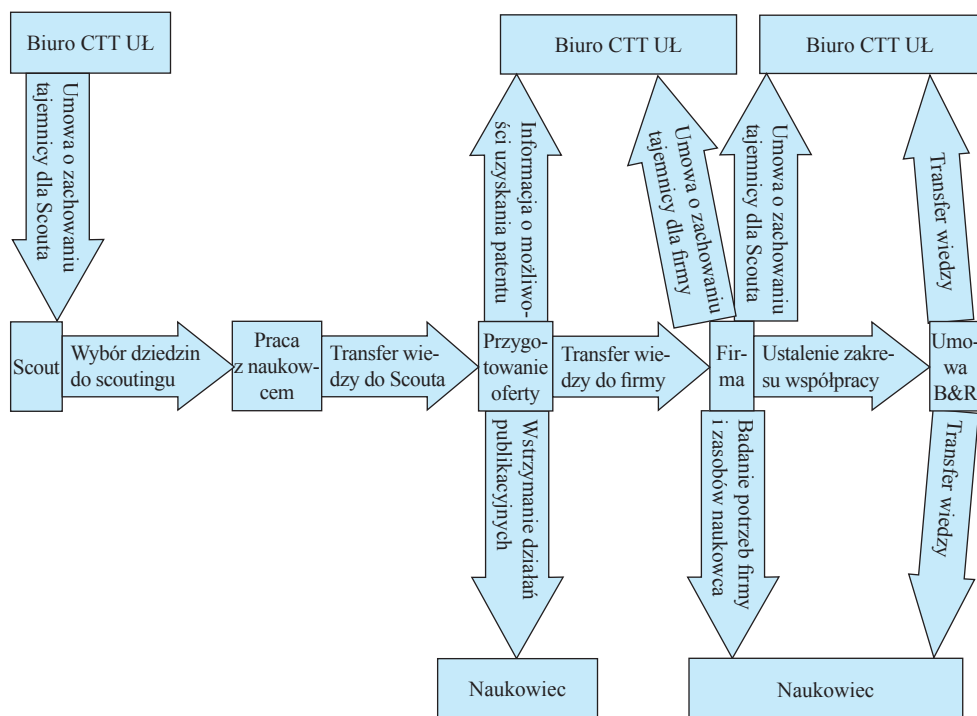 Biuro CTT UŁ
Biuro CTT UŁ
Biuro CTT UŁ
Umowa o zachowaniu
tajemnicy dla Scouta
Informacja o możliwo-
ści uzyskania patentu
Umowa o zachowaniu
tajemnicy dla firmy
Umowa o zachowaniu
tajemnicy dla Scouta
Transfer wiedzy
Scout
Wybór dziedzin
do scoutingu
Praca
z naukow-
cem
Transfer wie-
dzy do Scouta
Przygo-
towanie
oferty
Transfer wie-
dzy do firmy
Fir-
ma
Ustalenie zakre-
su współpracy
Umo-
wa
B&R
Wstrzymanie działań
publikacyjnych
Badanie potrzeb firmy
i zasobów naukowca
Transfer wiedzy
Naukowiec
Naukowiec